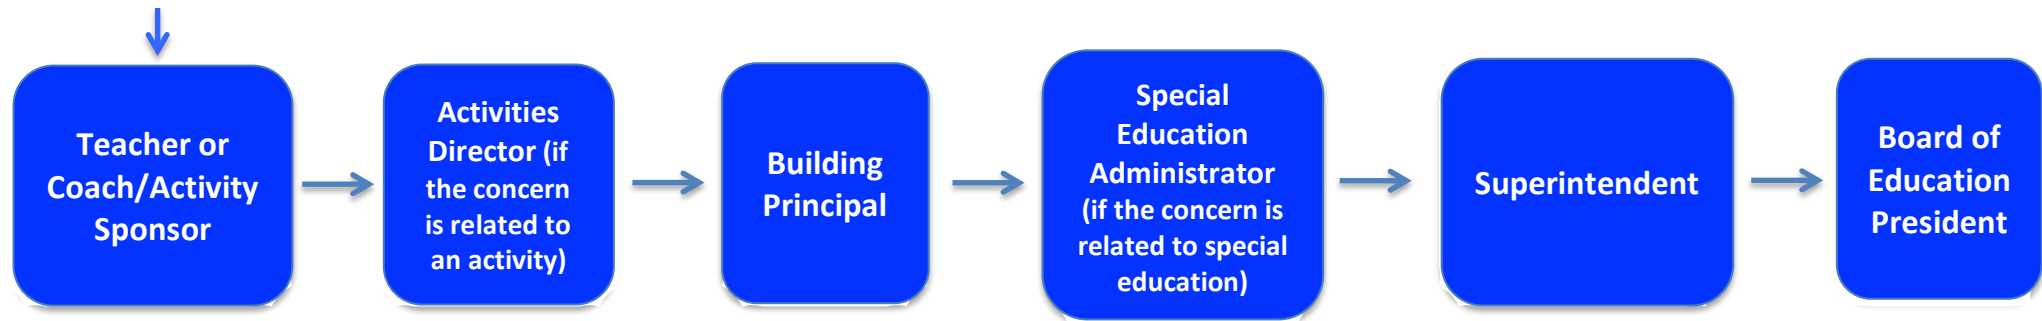 Teacher or
Coach/Activity
Sponsor
Activities
Director (if
the concern
is related to
an activity)
Building
Principal
Special
Education
Administrator
(if the concern is
related to special
education)
Superintendent
Board of
Education
President